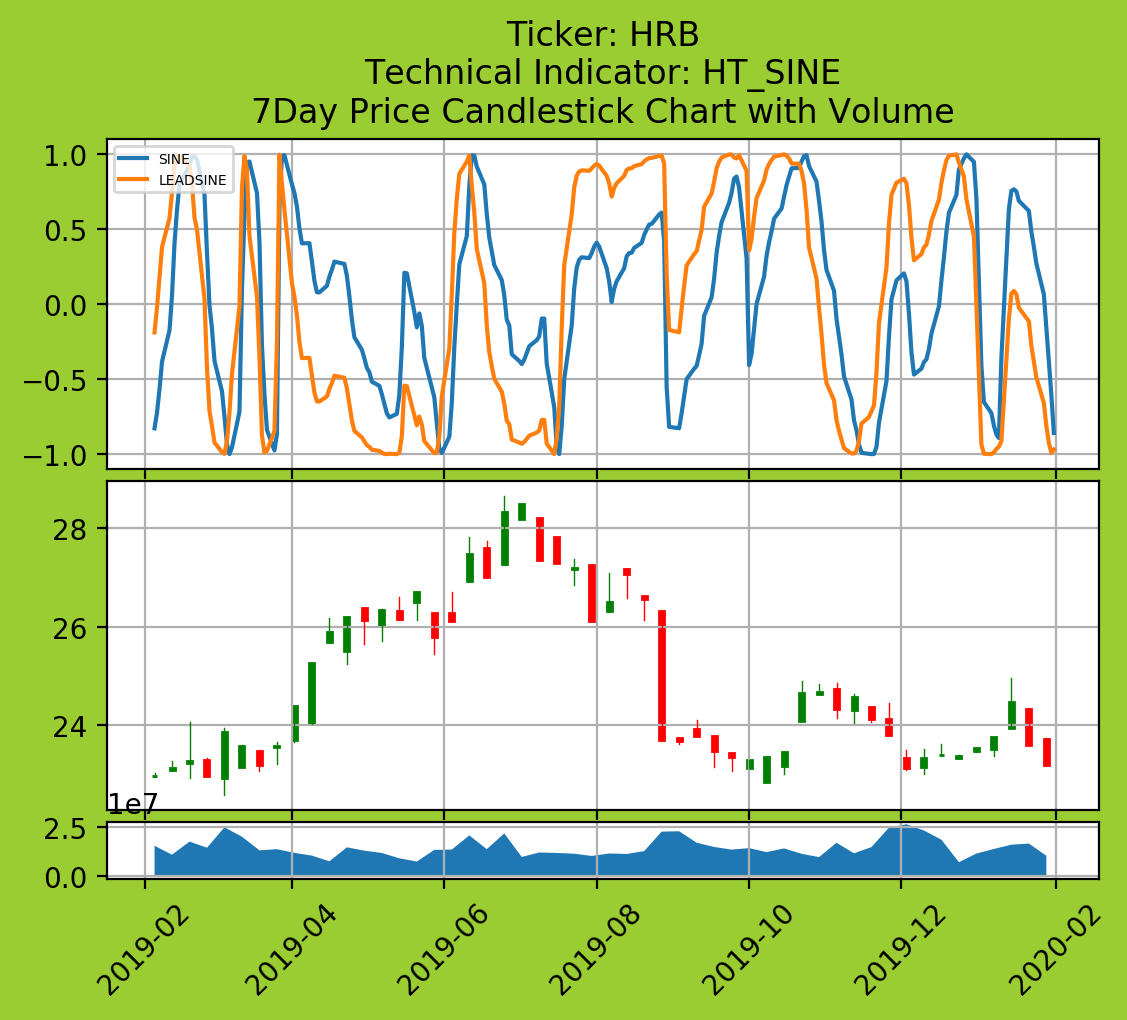 Ticker: HRB
Technical Indicator: HT_SINE
7Day Price Candlestick Chart with Volume
SINE
LEADSINE
1.0
0.5
0.0
−0.5
−1.0
28
26
24
1e7
2.5
0.0
2019-02
2019-04
2019-06
2019-08
2019-10
2019-12
2020-02